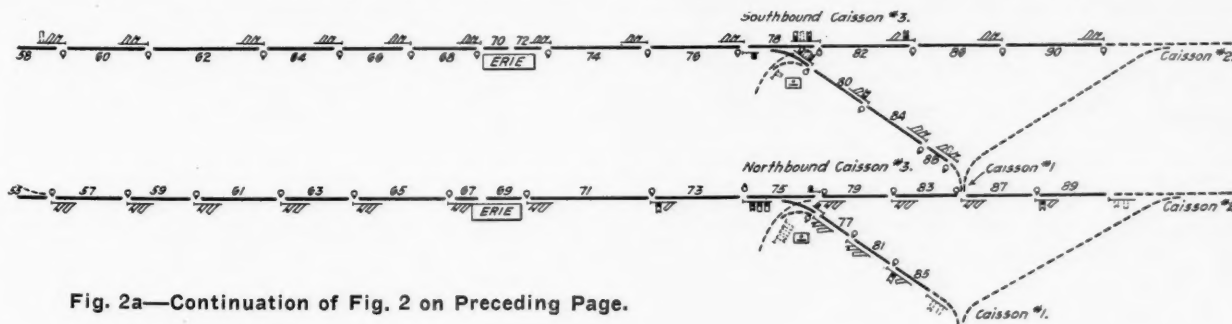 Southbound Caisson #3.
58 60 62 64 66 68 70 72 74 76 78 82 86 90
ERIE
Caisson #2.
80
84
88
Northbound Caisson #3.
Caisson #1
55 57 59 61 63 65 67 69 71 73 75 79 83 87 89
ERIE
Caisson #2
77
81
85
Caisson #1.
Fig. 2a—Continuation of Fig. 2 on Preceding Page.